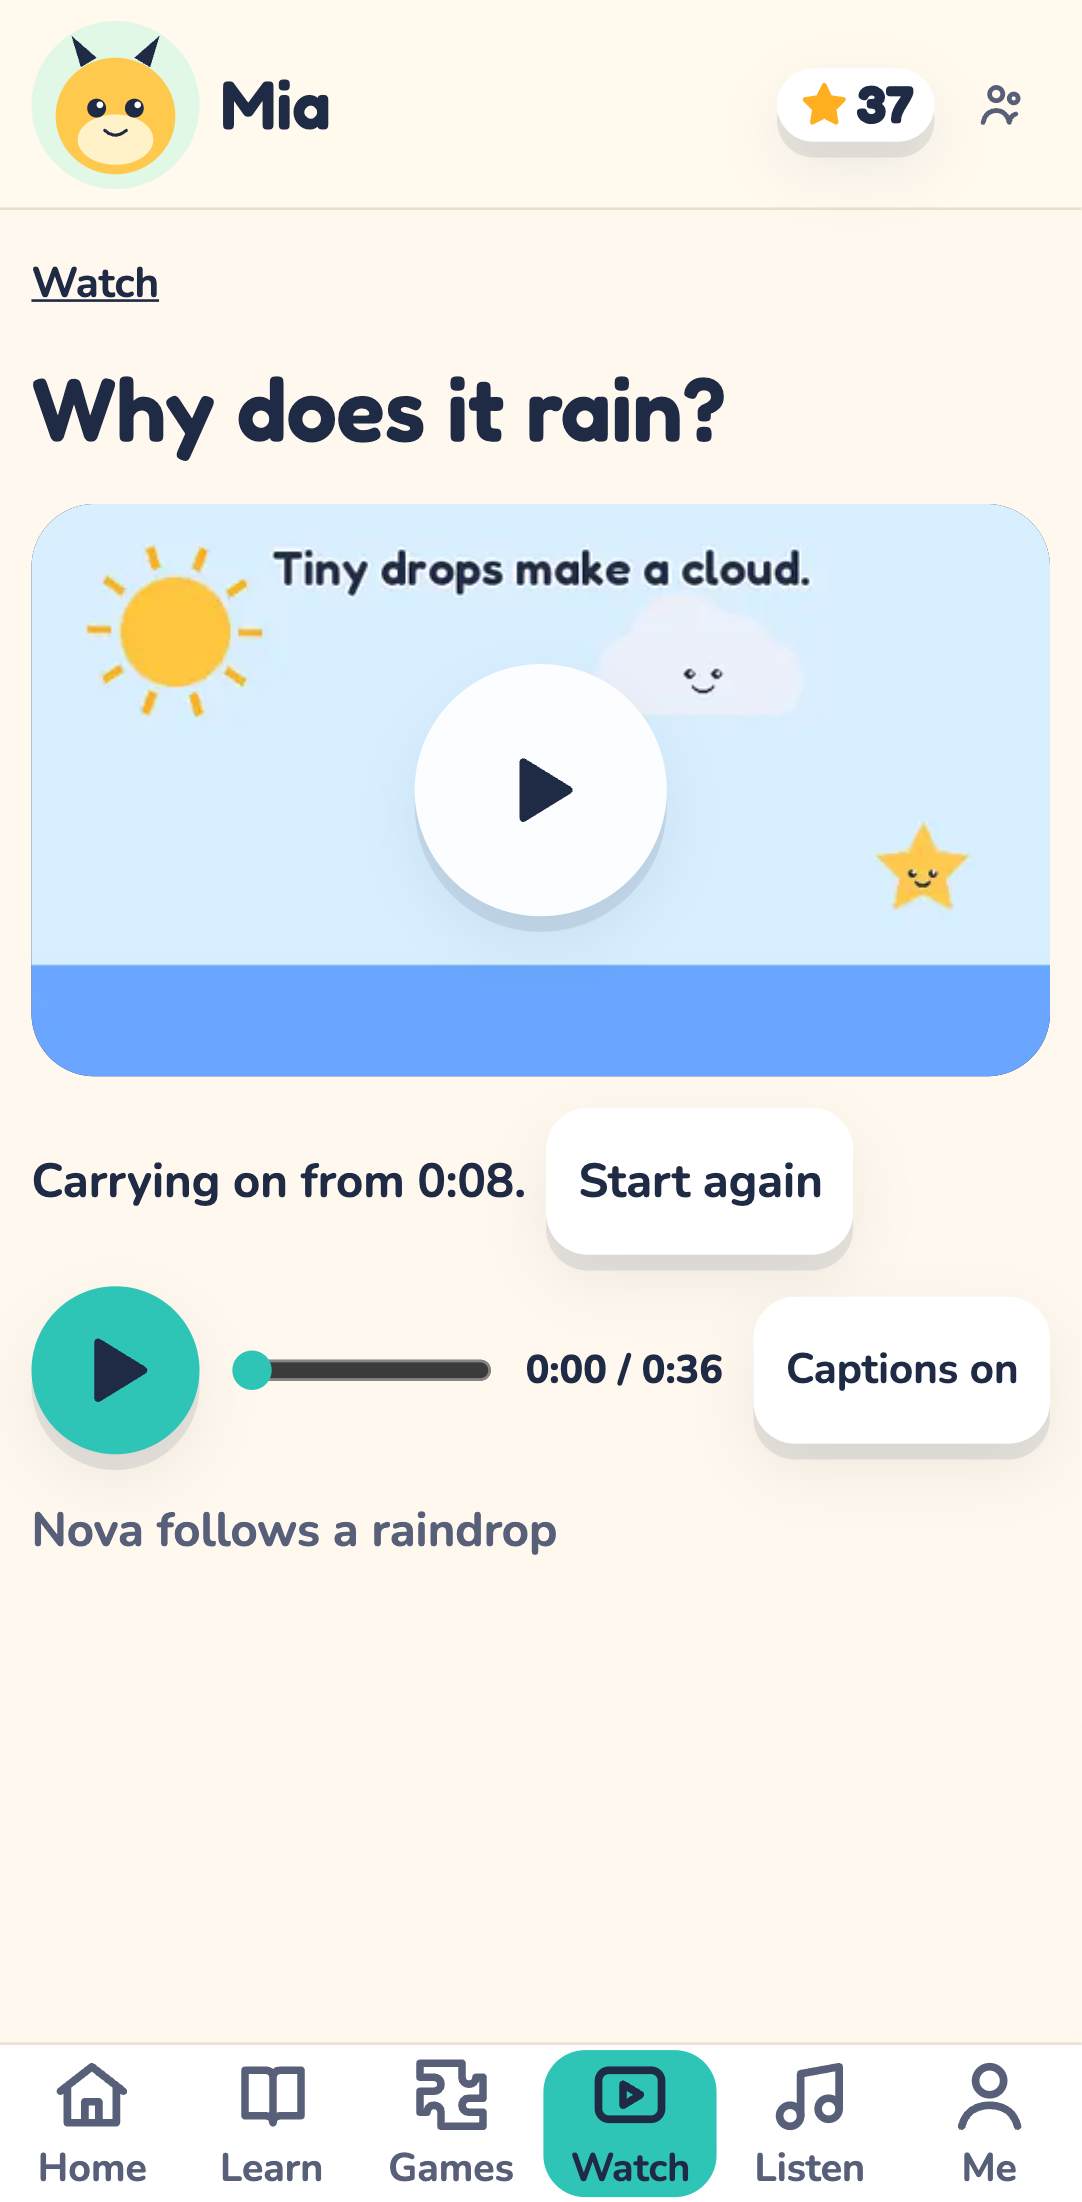 Mia
37
Watch
Why does it rain?
Tiny drops make a cloud.
Carrying on from 0:08.
Start again
0:00 / 0:36
Captions on
Nova follows a raindrop
Home
Learn
Games
Watch
Listen
Me